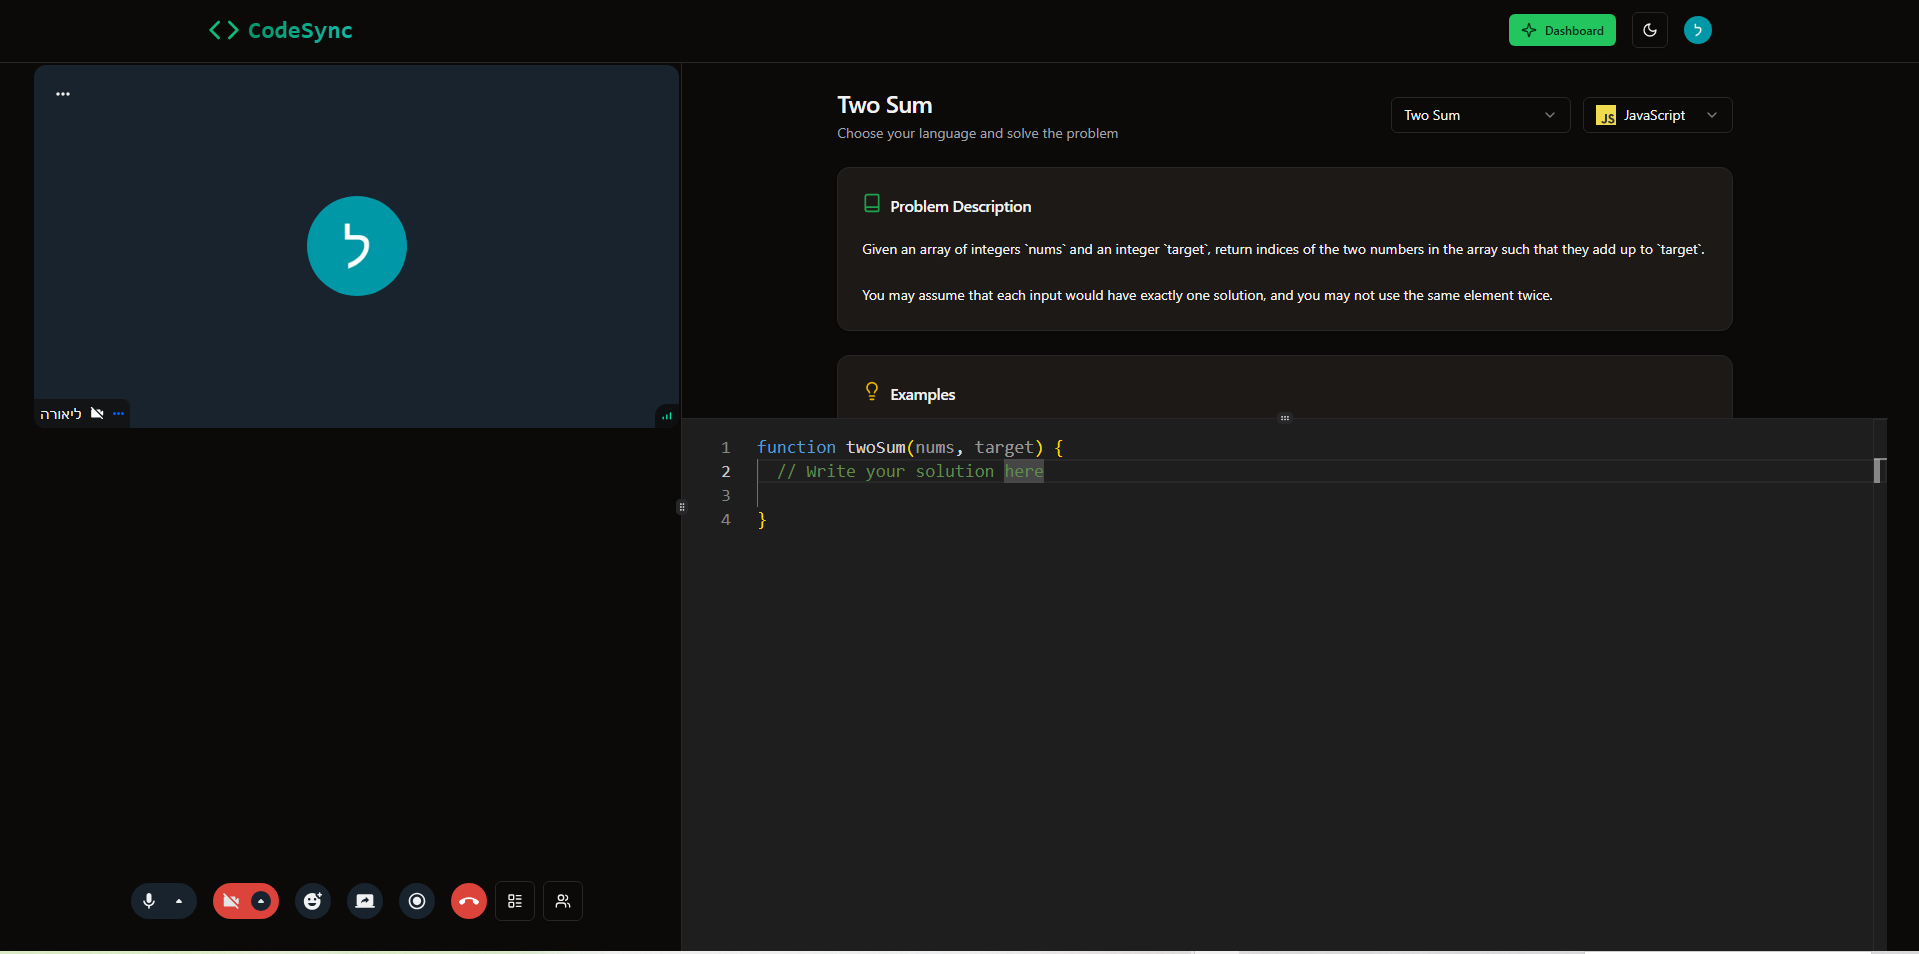 <> CodeSync
Dashboard
ל
ל
ליאורה
Two Sum
Choose your language and solve the problem
Two Sum
JS JavaScript
Problem Description
Given an array of integers `nums` and an integer `target`, return indices of the two numbers in the array such that they add up to `target`.
You may assume that each input would have exactly one solution, and you may not use the same element twice.
Examples
1 function twoSum(nums, target) {
2 // Write your solution here
3
4 }